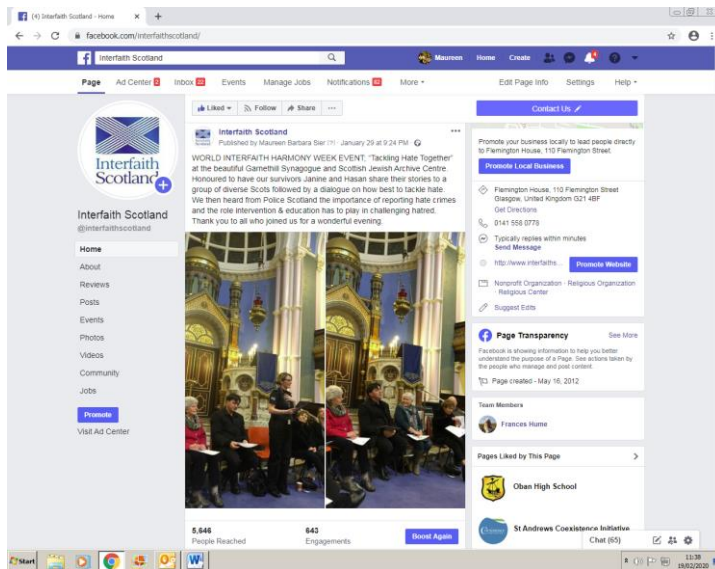 (4) Interfaith Scotland - Home
facebook.com/interfaithscotland/
Interfaith Scotland
Maureen
Home
Create
Page
Ad Center 2
Inbox
Events
Manage Jobs
Notifications
More
Edit Page Info
Settings
Help
Liked
Follow
Share
Contact Us
Interfaith Scotland
Interfaith Scotland
@interfaithscotland
Home
About
Reviews
Posts
Events
Photos
Videos
Community
Jobs
Promote
Visit Ad Center
Interfaith Scotland
Published by Maureen Barbara Sier · January 29 at 9:24 PM ·
WORLD INTERFAITH HARMONY WEEK EVENT; "Tackling Hate Together"
at the beautiful Garnethill Synagogue and Scottish Jewish Archive Centre.
Honoured to have our survivors Janine and Hasan share their stories to a
group of diverse Scots followed by a dialogue on how best to tackle hate.
We then heard from Police Scotland the importance of reporting hate crimes
and the role intervention & education has to play in challenging hatred.
Thank you to all who joined us for a wonderful evening.
5,646
People Reached
643
Engagements
Boost Again
Promote your business locally to lead people directly
to Flemington House, 110 Flemington Street.
Promote Local Business
Flemington House, 110 Flemington Street
Glasgow, United Kingdom G21 4BF
Get Directions
0141 558 0778
Typically replies within minutes
Send Message
http://www.interfaiths...
Promote Website
Nonprofit Organization · Religious Organization
· Religious Center
Suggest Edits
Page Transparency
See More
Facebook is showing information to help you better
understand the purpose of a Page. See actions taken by
the people who manage and post content.
Page created - May 16, 2012
Team Members
Frances Hume
Pages Liked by This Page
Oban High School
St Andrews Coexistence Initiative
Chat (65)
Start
11:38
19/02/2020